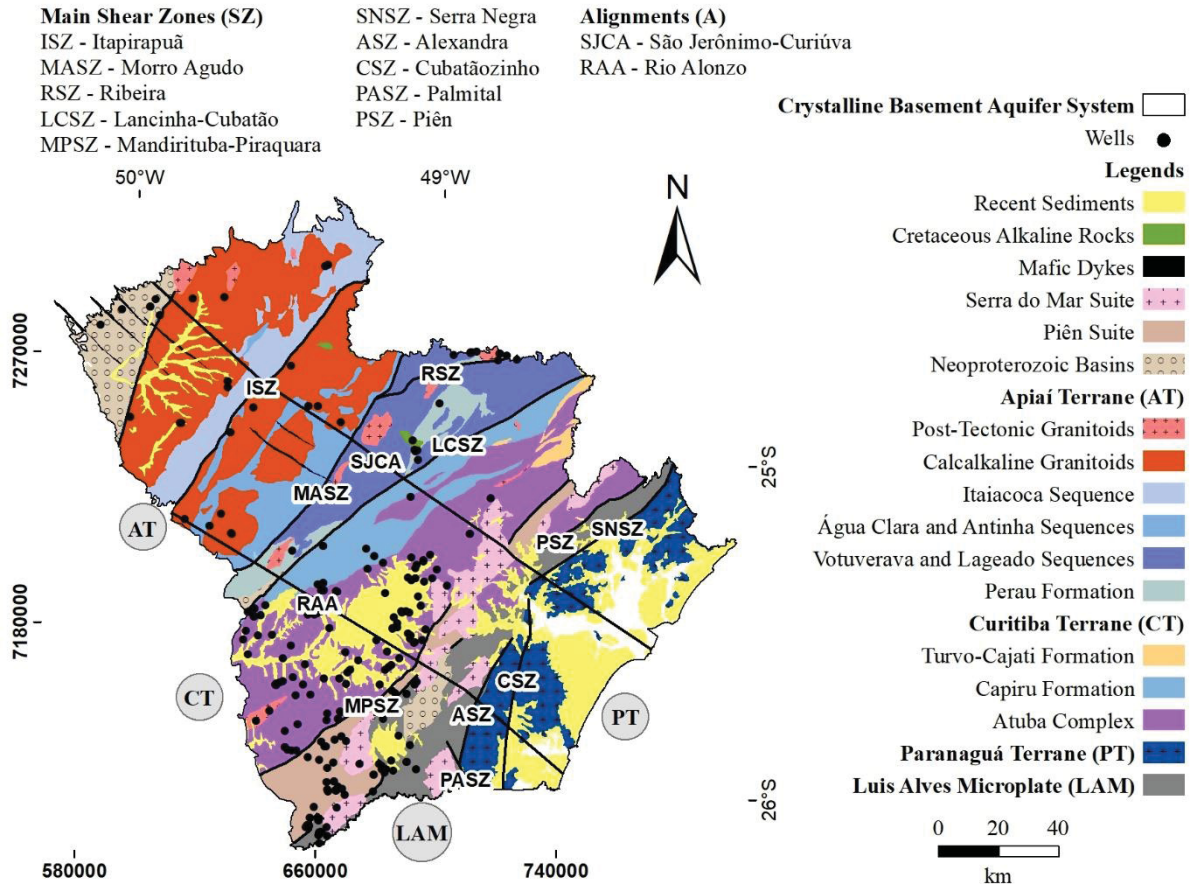 Main Shear Zones (SZ)
ISZ - Itapirapuã
MASZ - Morro Agudo
RSZ - Ribeira
LCSZ - Lancinha-Cubatão
MPSZ - Mandirituba-Piraquara
SNSZ - Serra Negra
ASZ - Alexandra
CSZ - Cubatãozinho
PASZ - Palmital
PSZ - Piên
Alignments (A)
SJCA - São Jerônimo-Curiúva
RAA - Rio Alonzo
Crystalline Basement Aquifer System
Wells
Legends
Recent Sediments
Cretaceous Alkaline Rocks
Mafic Dykes
Serra do Mar Suite
Piên Suite
Neoproterozoic Basins
Apiaí Terrane (AT)
Post-Tectonic Granitoids
Calcalkaline Granitoids
Itaiacoca Sequence
Água Clara and Antinha Sequences
Votuverava and Lageado Sequences
Perau Formation
Curitiba Terrane (CT)
Turvo-Cajati Formation
Capiru Formation
Atuba Complex
Paranaguá Terrane (PT)
Luis Alves Microplate (LAM)
0 20 40
km
50°W
49°W
N
7270000
7180000
25°S
26°S
580000
660000
740000
ISZ
RSZ
LCSZ
SJCA
MASZ
AT
SNSZ
PSZ
RAA
CT
MPSZ
CSZ
ASZ
PT
PASZ
LAM